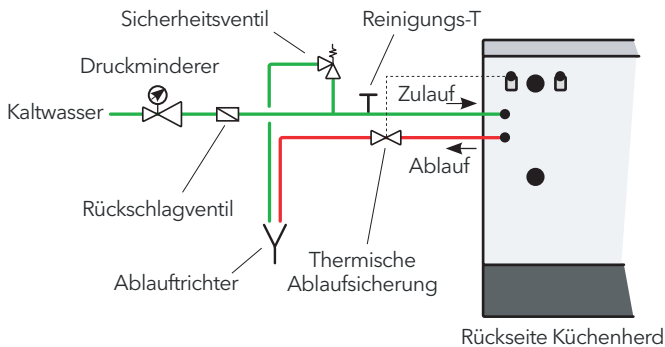 Sicherheitsventil
Reinigungs-T
Druckminderer
Kaltwasser
Zulauf
Ablauf
Rückschlagventil
Ablauftrichter
Thermische
Ablaufsicherung
Rückseite Küchenherd